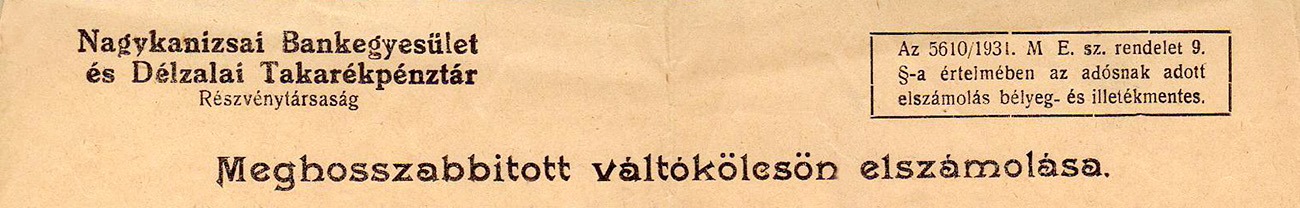 Nagykanizsai Bankegyesület
és Délzalai Takarékpénztár
Részvénytársaság
Az 5610/1931. M E. sz. rendelet 9.
§-a értelmében az adósnak adott
elszámolás bélyeg- és illetékmentes.
Meghosszabbitott váltókölcsön elszámolása.